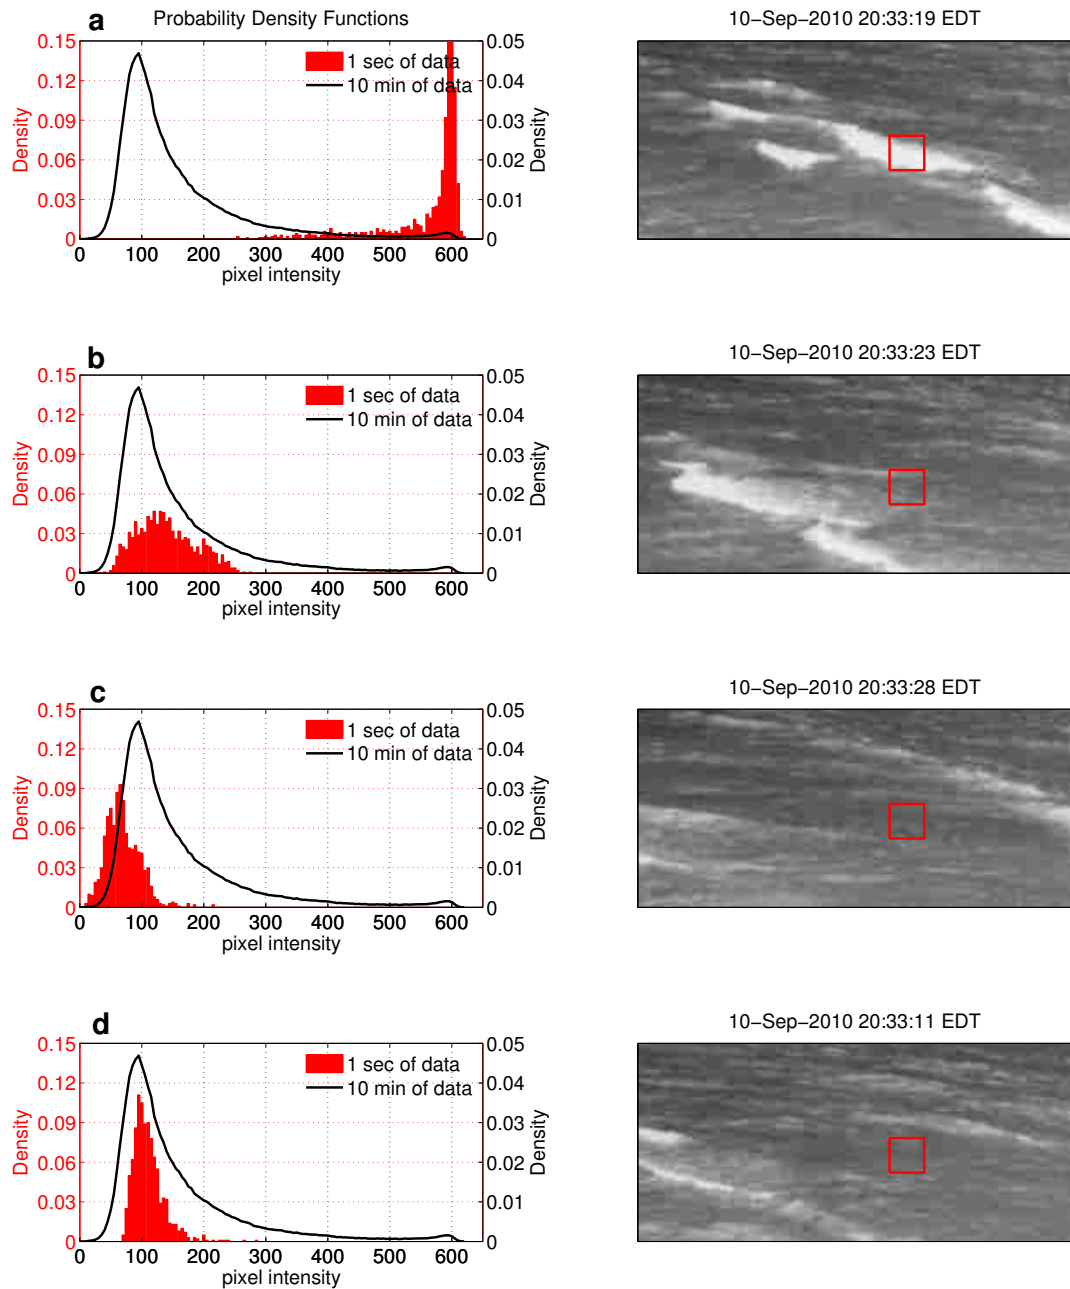 a Probability Density Functions
10−Sep−2010 20:33:19 EDT
0.15
0.12
0.09
0.06
0.03
0
Density
0.05
0.04
0.03
0.02
0.01
0
Density
1 sec of data
10 min of data
0 100 200 300 400 500 600
pixel intensity
b
10−Sep−2010 20:33:23 EDT
0.15
0.12
0.09
0.06
0.03
0
Density
0.05
0.04
0.03
0.02
0.01
0
Density
1 sec of data
10 min of data
0 100 200 300 400 500 600
pixel intensity
c
10−Sep−2010 20:33:28 EDT
0.15
0.12
0.09
0.06
0.03
0
Density
0.05
0.04
0.03
0.02
0.01
0
Density
1 sec of data
10 min of data
0 100 200 300 400 500 600
pixel intensity
d
10−Sep−2010 20:33:11 EDT
0.15
0.12
0.09
0.06
0.03
0
Density
0.05
0.04
0.03
0.02
0.01
0
Density
1 sec of data
10 min of data
0 100 200 300 400 500 600
pixel intensity